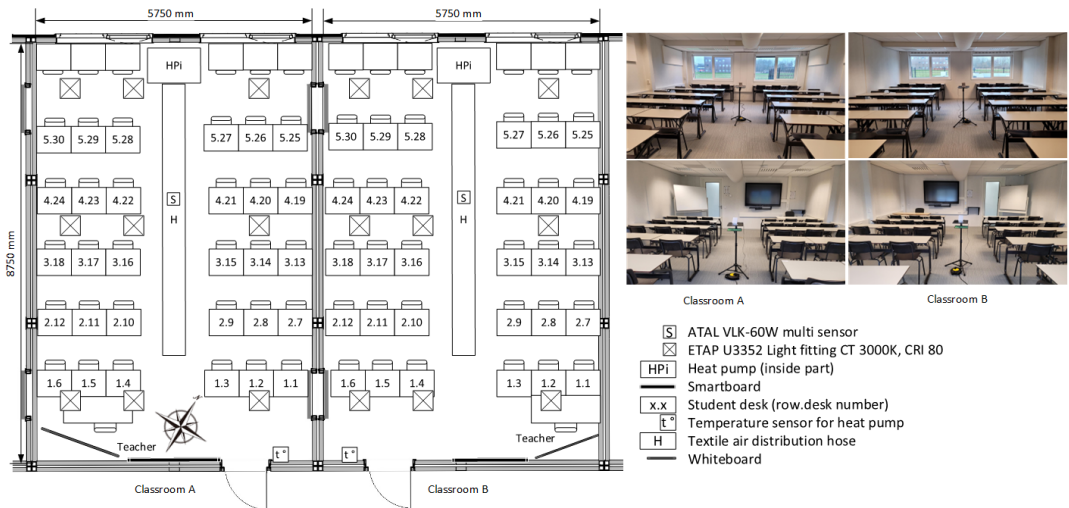 5750 mm 5750 mm
8750 mm
HPi HPi
5.30 5.29 5.28 5.27 5.26 5.25 5.30 5.29 5.28 5.27 5.26 5.25
4.24 4.23 4.22 S 4.21 4.20 4.19 4.24 4.23 4.22 S 4.21 4.20 4.19
H H
3.18 3.17 3.16 3.15 3.14 3.13 3.18 3.17 3.16 3.15 3.14 3.13
2.12 2.11 2.10 2.9 2.8 2.7 2.12 2.11 2.10 2.9 2.8 2.7
1.6 1.5 1.4 1.3 1.2 1.1 1.6 1.5 1.4 1.3 1.2 1.1
Teacher Teacher
t° t°
Classroom A Classroom B
Classroom A Classroom B
S ATAL VLK-60W multi sensor
ETAP U3352 Light fitting CT 3000K, CRI 80
HPi Heat pump (inside part)
Smartboard
x.x Student desk (row.desk number)
t° Temperature sensor for heat pump
H Textile air distribution hose
Whiteboard